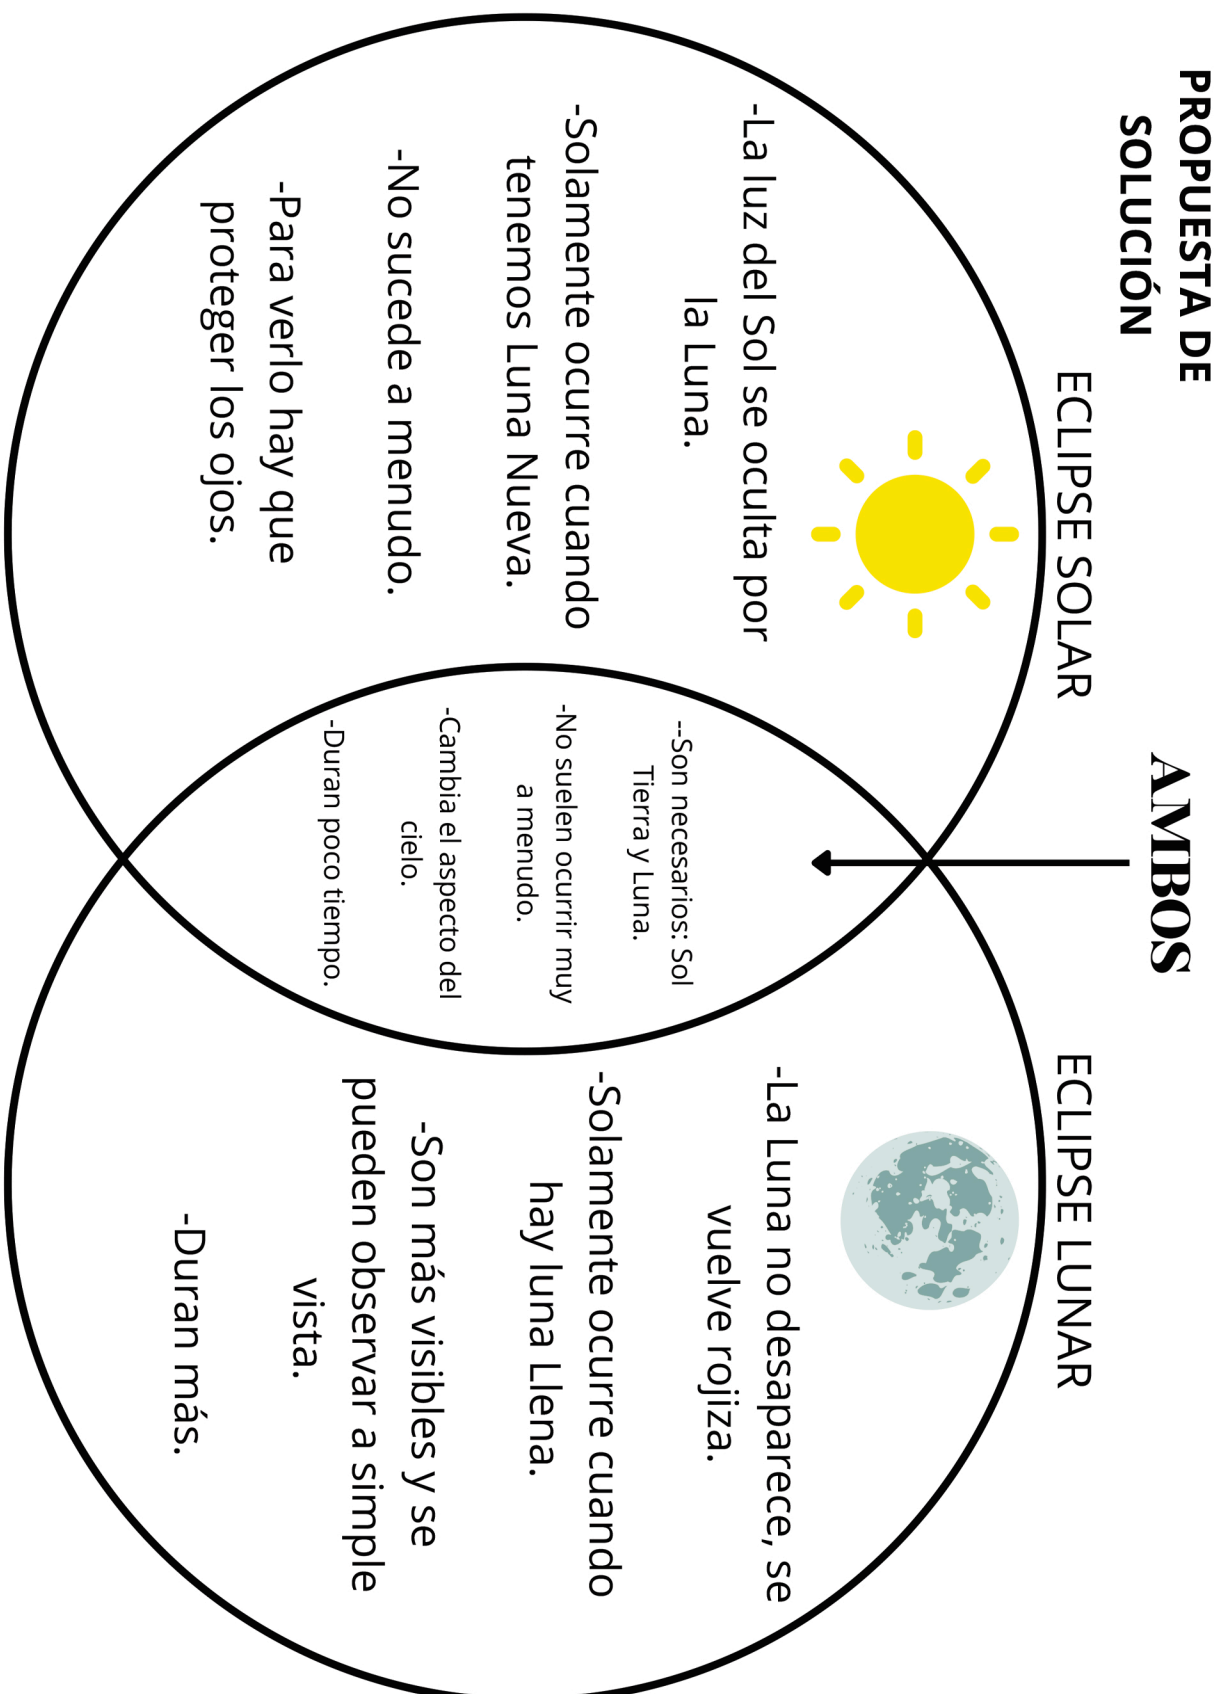 PROPUESTA DE
SOLUCIÓN
ECLIPSE SOLAR
-La luz del Sol se oculta por
la Luna.
-Solamente ocurre cuando
tenemos Luna Nueva.
-No sucede a menudo.
-Para verlo hay que
proteger los ojos.
AMBOS
--Son necesarios: Sol
Tierra y Luna.
-No suelen ocurrir muy
a menudo.
-Cambia el aspecto del
cielo.
-Duran poco tiempo.
ECLIPSE LUNAR
-La Luna no desaparece, se
vuelve rojiza.
-Solamente ocurre cuando
hay luna Llena.
-Son más visibles y se
pueden observar a simple
vista.
-Duran más.